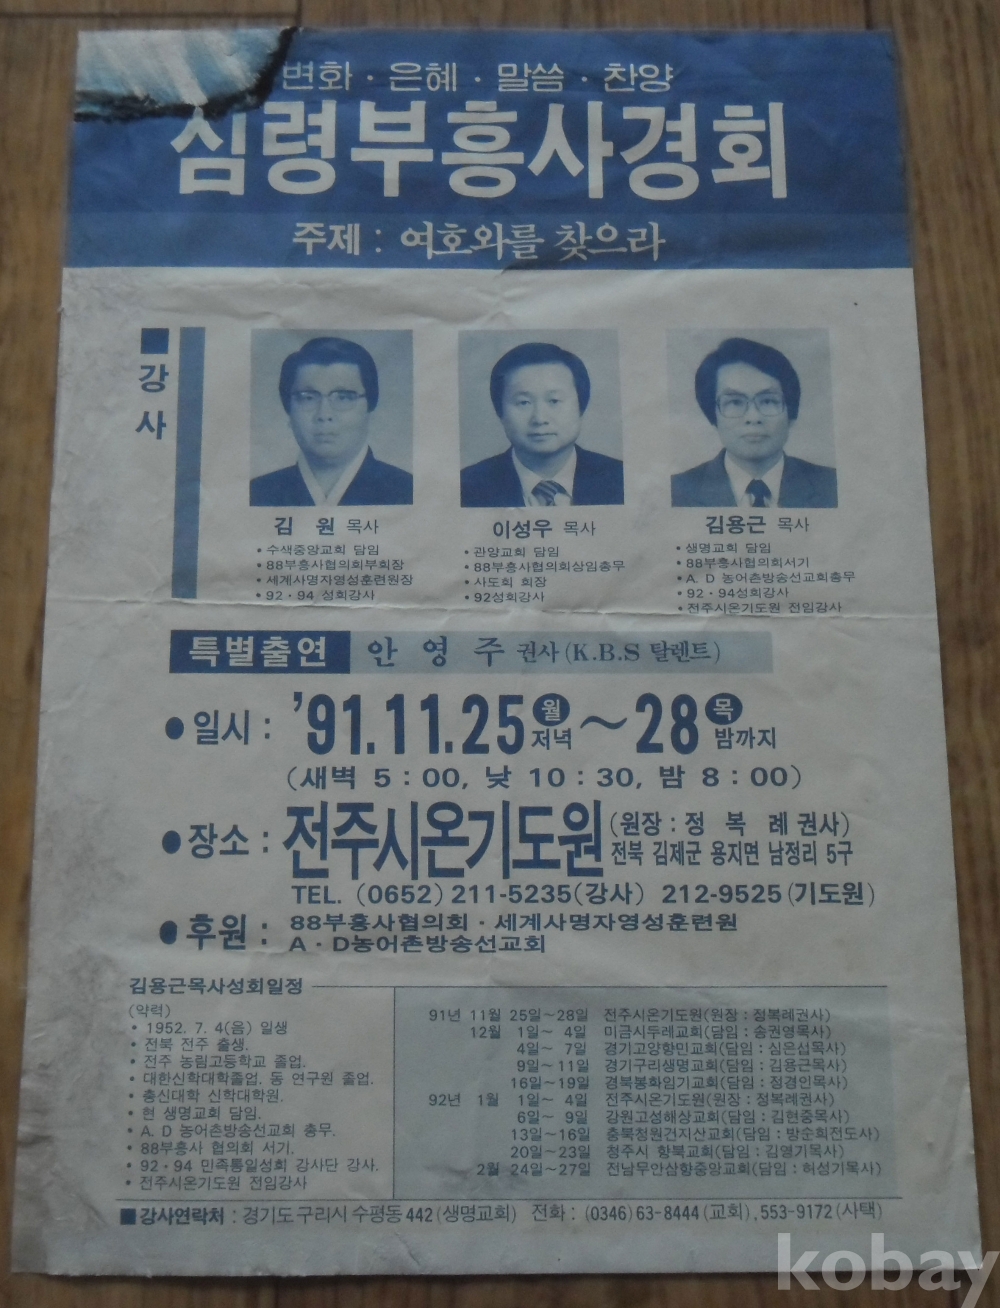 변화 · 은혜 · 말씀 · 찬양
심령부흥사경회
주제 : 여호와를 찾으라
■강사
김 원 목사
• 수색중앙교회 담임
• 88부흥사협의회부회장
• 세계사명자영성훈련원장
• 92 · 94 성회강사
이성우 목사
• 관양교회 담임
• 88부흥사협의회상임총무
• 사도회 회장
• 92성회강사
김용근 목사
• 생명교회 담임
• 88부흥사협의회서기
• A. D 농어촌방송선교회총무
• 92 · 94성회강사
• 전주시온기도원 전임강사
특별출연 안 영 주 권사 (K.B.S 탈렌트)
● 일시 : '91.11.25 월 저녁 ～28 목 밤까지
(새벽 5 : 00, 낮 10 : 30, 밤 8 : 00)
● 장소 : 전주시온기도원 (원장 : 정 복 례 권사)
전북 김제군 용지면 남정리 5구
TEL. (0652) 211-5235(강사) 212-9525 (기도원)
● 후원 : 88부흥사협의회 · 세계사명자영성훈련원
A · D농어촌방송선교회
김용근목사성회일정
(약력)
• 1952. 7. 4(음) 일생
• 전북 전주 출생.
• 전주 농림고등학교 졸업.
• 대한신학대학졸업. 동 연구원 졸업.
• 총신대학 신학대학원.
• 현 생명교회 담임.
• A. D 농어촌방송선교회 총무.
• 88부흥사 협의회 서기.
• 92 · 94 민족통일성회 강사단 강사.
• 전주시온기도원 전임강사
91년 11월 25일～28일 전주시온기도원(원장 : 정복례권사)
12월 1일～ 4일 미금시두레교회(담임 : 송권영목사)
4일～ 7일 경기고양항민교회(담임 : 심은섭목사)
9일～11일 경기구리생명교회(담임 : 김용근목사)
16일～19일 경북봉화임기교회(담임 : 정경인목사)
92년 1월 1일～ 4일 전주시온기도원(원장 : 정복례권사)
6일～ 9일 강원고성해상교회(담임 : 김현중목사)
13일～16일 충북청원건지산교회(담임 : 방순희전도사)
20일～23일 청주시 항북교회(담임 : 김영기목사)
2월 24일～27일 전남무안삼향중앙교회(담임 : 허성기목사)
■강사연락처 : 경기도 구리시 수평동 442 (생명교회) 전화 : (0346) 63-8444 (교회), 553-9172 (사택)
kobay